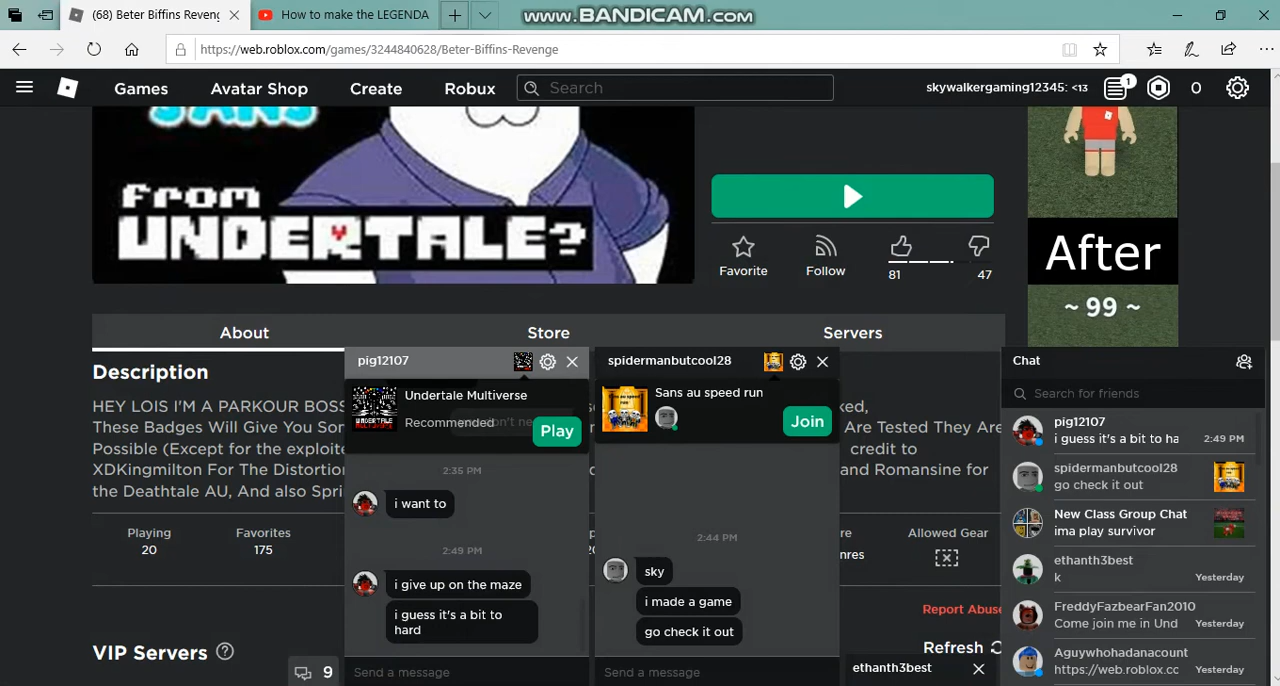 (68) Beter Biffins Reveng
How to make the LEGENDA
www.BANDICAM.com
https://web.roblox.com/games/3244840628/Beter-Biffins-Revenge
Games
Avatar Shop
Create
Robux
Search
skywalkergaming12345: <13
1
0
SANS
from
UNDERTALE?
Favorite
Follow
81
47
After
~ 99 ~
About
Store
Servers
Description
HEY LOIS I'M A PARKOUR BOSS
These Badges Will Give You Som
Possible (Except for the exploite
XDKingmilton For The Distortion
the Deathtale AU, And also Spri
ked,
Are Tested They Are
credit to
and Romansine for
Playing
20
Favorites
175
Allowed Gear
enres
Report Abuse
VIP Servers
Refresh
9
pig12107
Undertale Multiverse
Recommended
Play
2:35 PM
i want to
2:49 PM
i give up on the maze
i guess it's a bit to
hard
Send a message
spidermanbutcool28
Sans au speed run
Join
2:44 PM
sky
i made a game
go check it out
Send a message
ethanth3best
Chat
Search for friends
pig12107
i guess it's a bit to ha
2:49 PM
spidermanbutcool28
go check it out
New Class Group Chat
ima play survivor
ethanth3best
k
Yesterday
FreddyFazbearFan2010
Come join me in Und
Yesterday
Aguywhohadanacount
https://web.roblox.cc
Yesterday